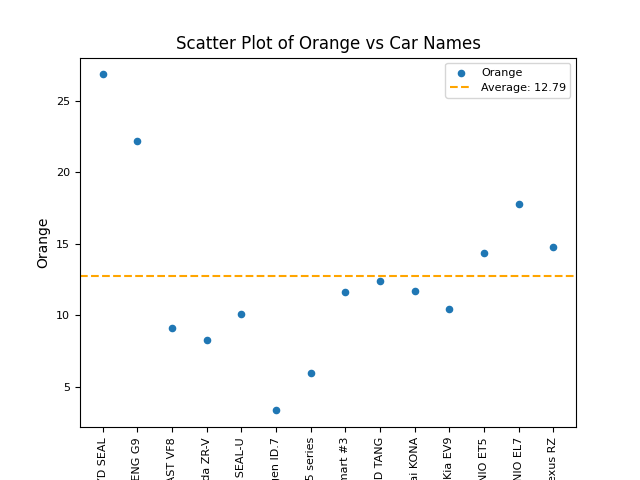 Scatter Plot of Orange vs Car Names
Orange
Average: 12.79
25
20
15
10
5
Orange
D SEAL
ENG G9
AST VF8
da ZR-V
SEAL-U
gen ID.7
5 series
mart #3
D TANG
ai KONA
Kia EV9
NIO ET5
NIO EL7
exus RZ